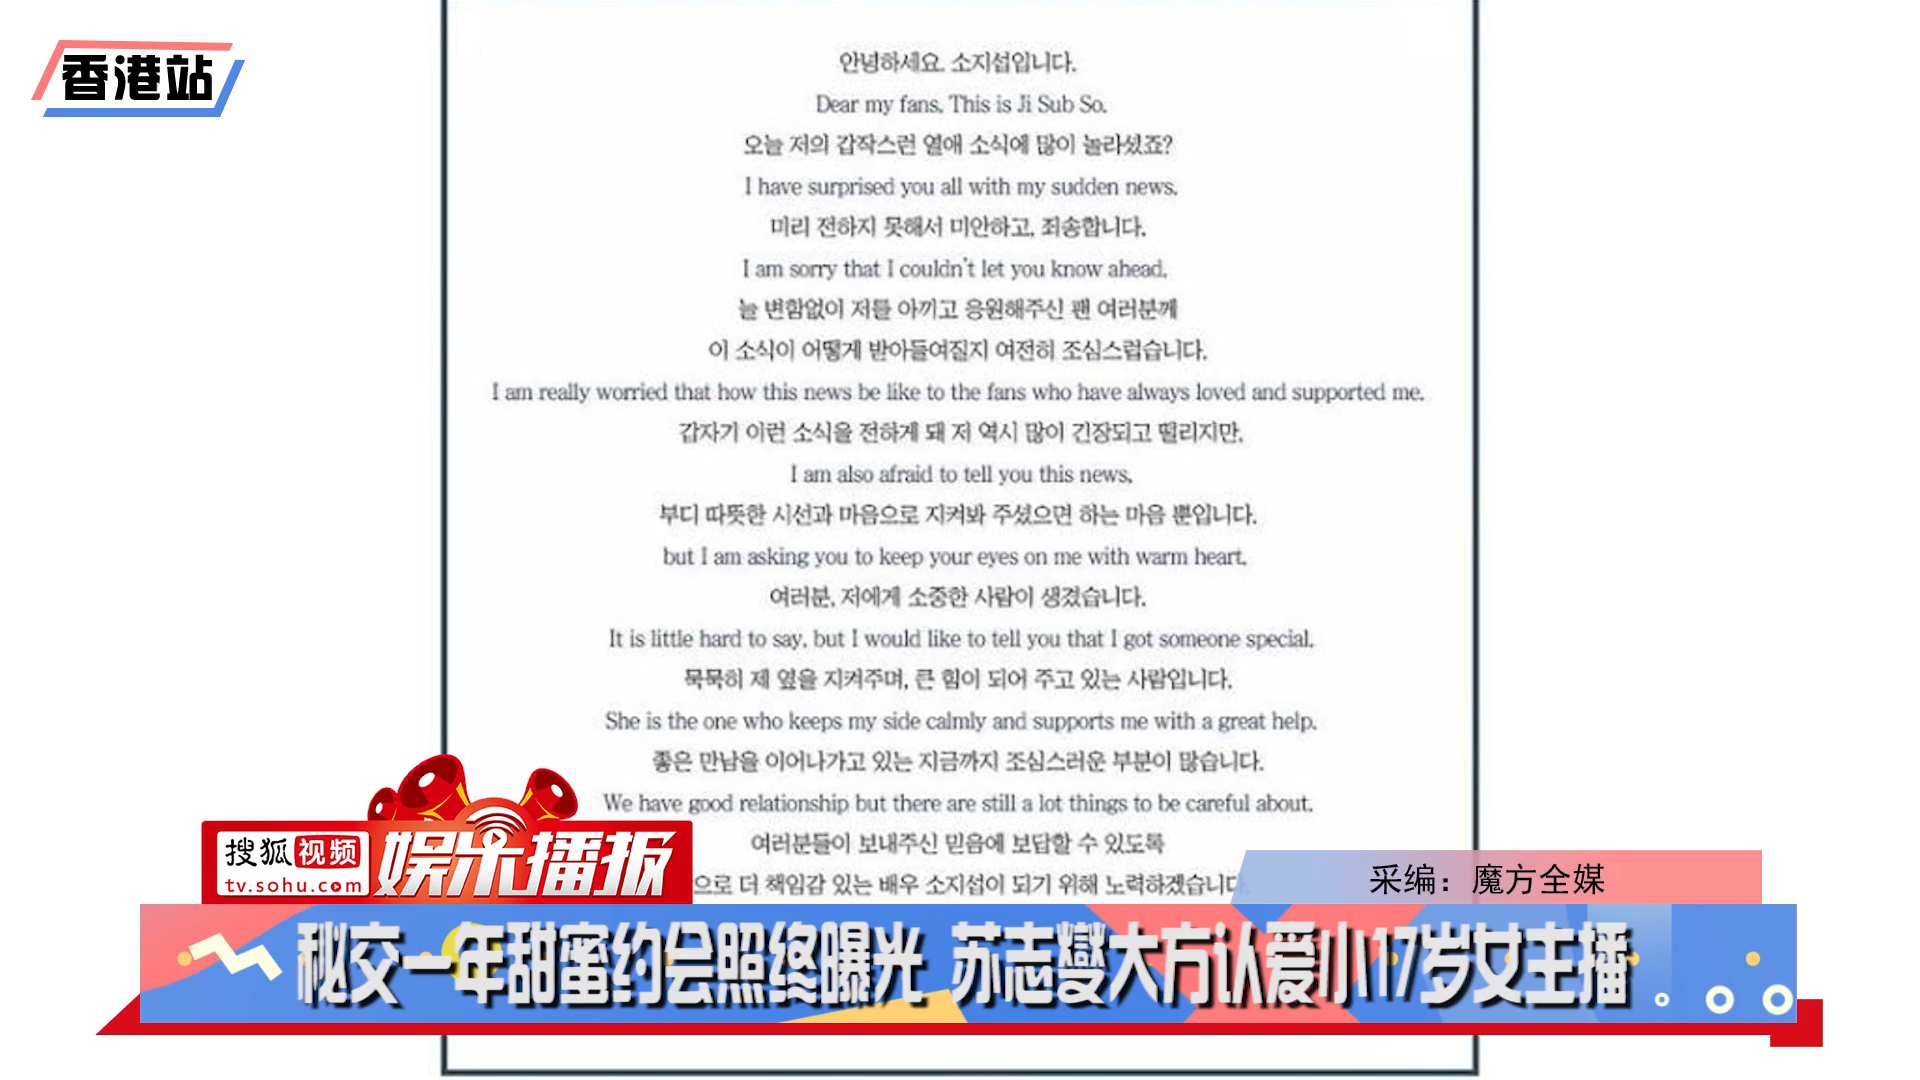 香港站
안녕하세요. 소지섭입니다.
Dear my fans, This is Ji Sub So.
오늘 저의 갑작스런 열애 소식에 많이 놀라셨죠?
I have surprised you all with my sudden news.
미리 전하지 못해서 미안하고, 죄송합니다.
I am sorry that I couldn't let you know ahead.
늘 변함없이 저를 아끼고 응원해주신 팬 여러분께
이 소식이 어떻게 받아들여질지 여전히 조심스럽습니다.
I am really worried that how this news be like to the fans who have always loved and supported me.
갑자기 이런 소식을 전하게 돼 저 역시 많이 긴장되고 떨리지만,
I am also afraid to tell you this news,
부디 따뜻한 시선과 마음으로 지켜봐 주셨으면 하는 마음 뿐입니다.
but I am asking you to keep your eyes on me with warm heart.
여러분, 저에게 소중한 사람이 생겼습니다.
It is little hard to say, but I would like to tell you that I got someone special.
묵묵히 제 옆을 지켜주며, 큰 힘이 되어 주고 있는 사람입니다.
She is the one who keeps my side calmly and supports me with a great help.
좋은 만남을 이어나가고 있는 지금까지 조심스러운 부분이 많습니다.
We have good relationship but there are still a lot things to be careful about.
여러분들이 보내주신 믿음에 보답할 수 있도록
으로 더 책임감 있는 배우 소지섭이 되기 위해 노력하겠습니다.
搜狐视频 娱乐播报
tv.sohu.com
采编：魔方全媒
秘交一年甜蜜约会照终曝光 苏志燮大方认爱小17岁女主播